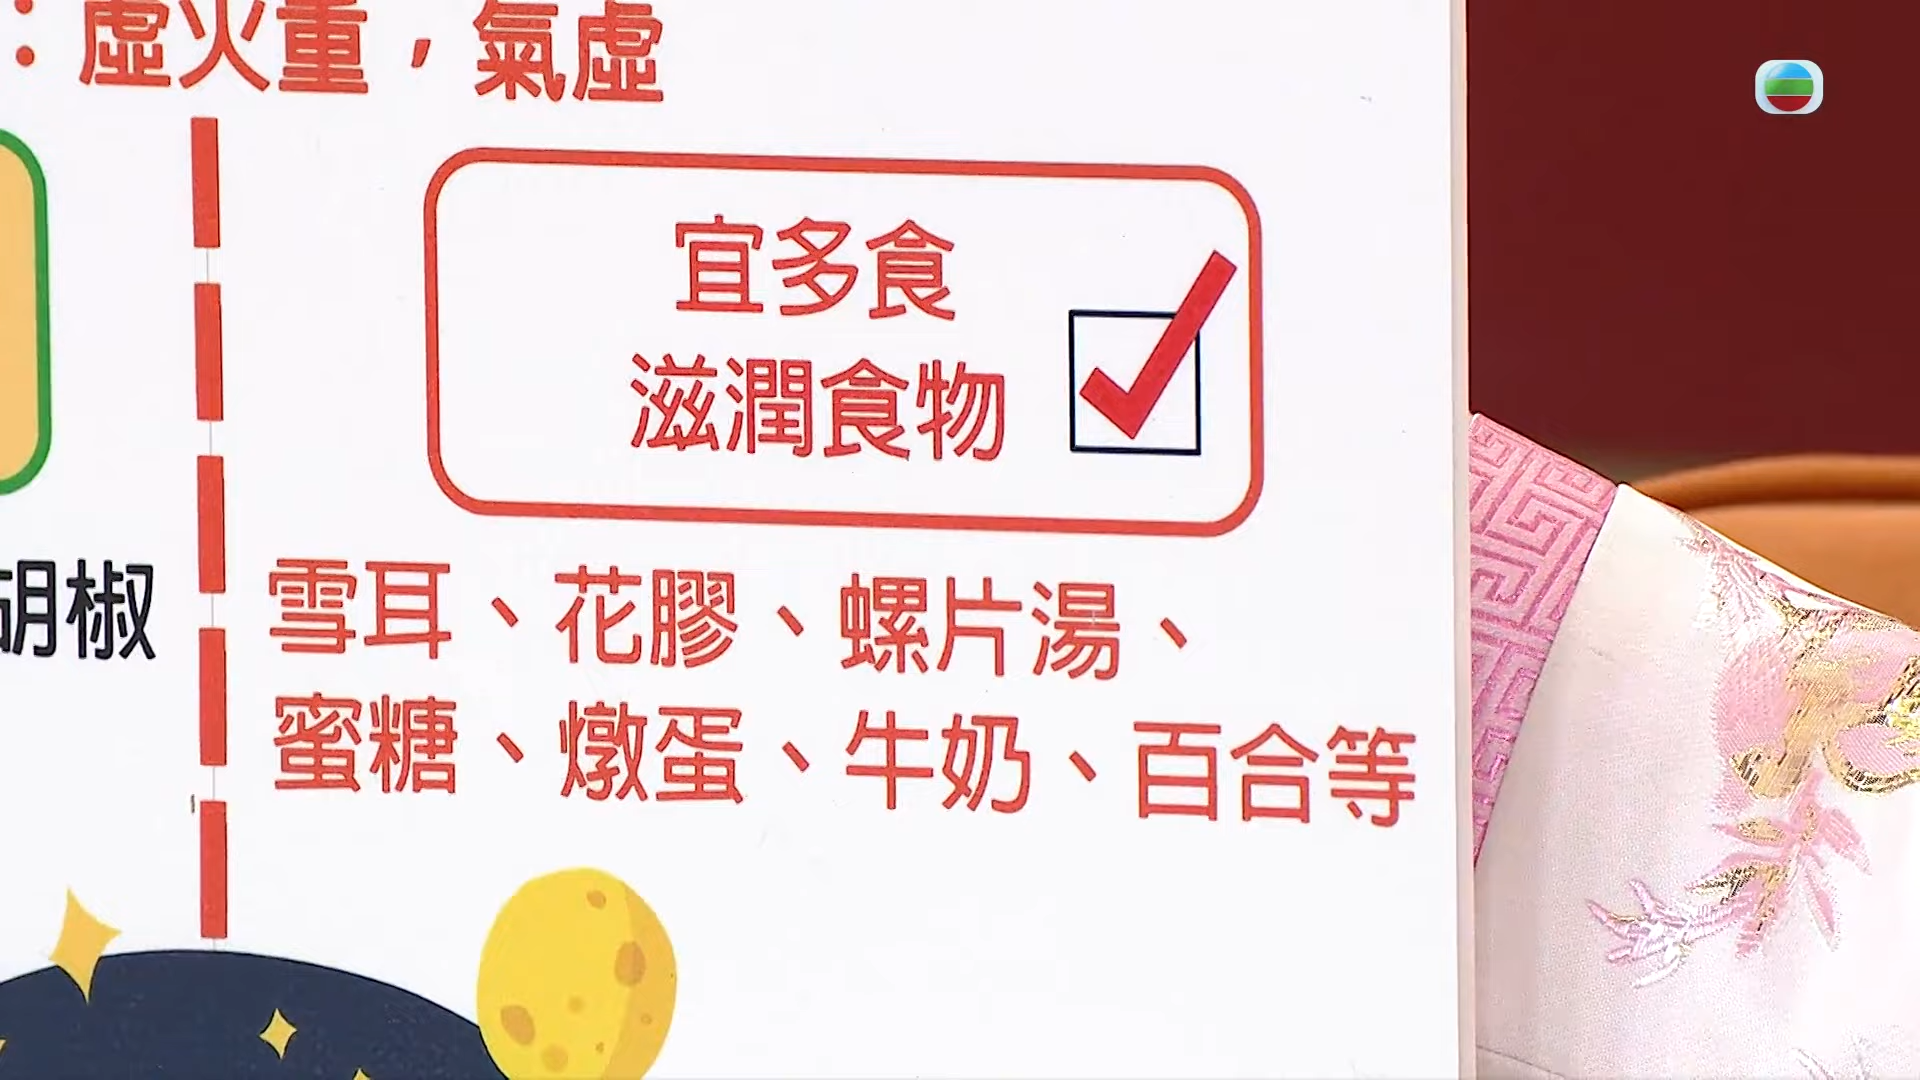 ：虛火重，氣虛
宜多食
滋潤食物
胡椒
雪耳、花膠、螺片湯、
蜜糖、燉蛋、牛奶、百合等